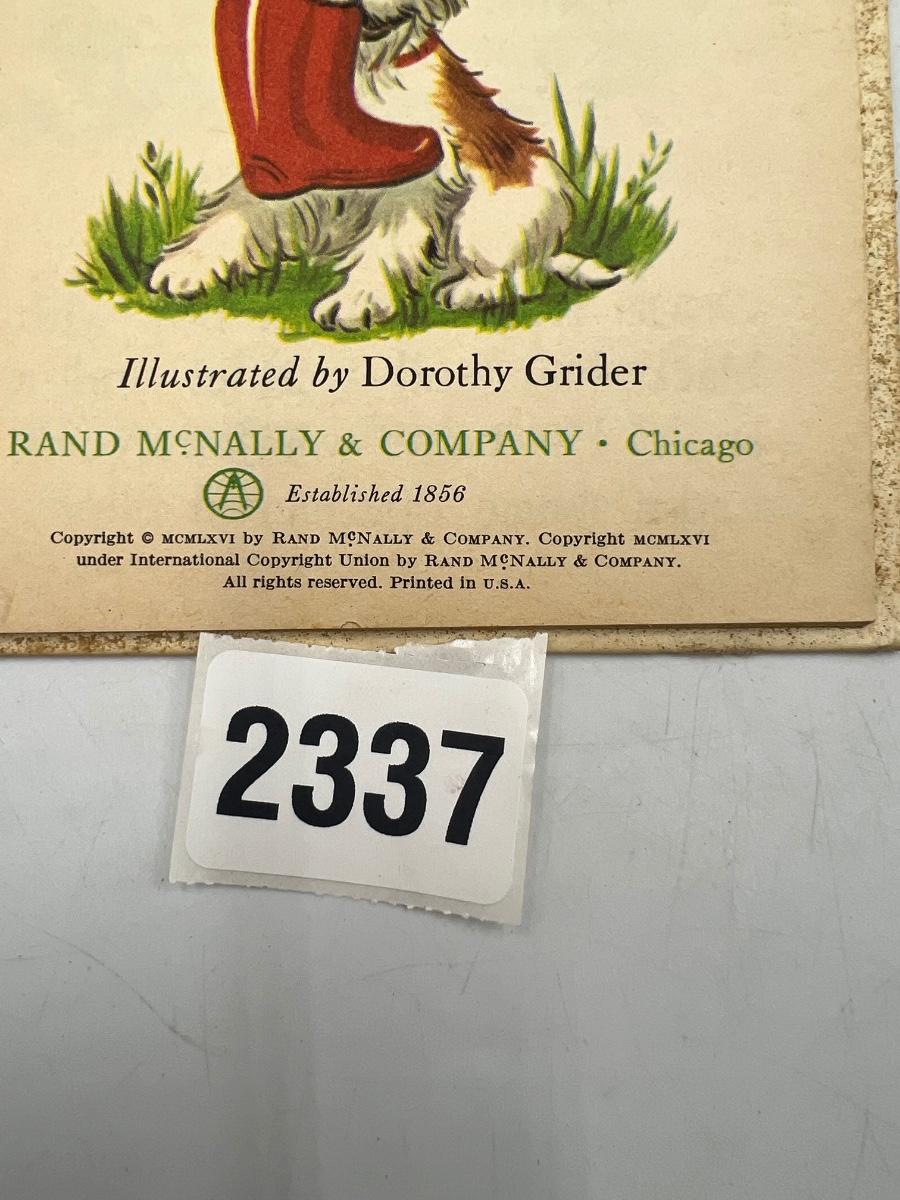 Illustrated by Dorothy Grider
RAND McNALLY & COMPANY • Chicago
Established 1856
Copyright © MCMLXVI by RAND McNALLY & COMPANY. Copyright MCMLXVI
under International Copyright Union by RAND McNALLY & COMPANY.
All rights reserved. Printed in U.S.A.
2337